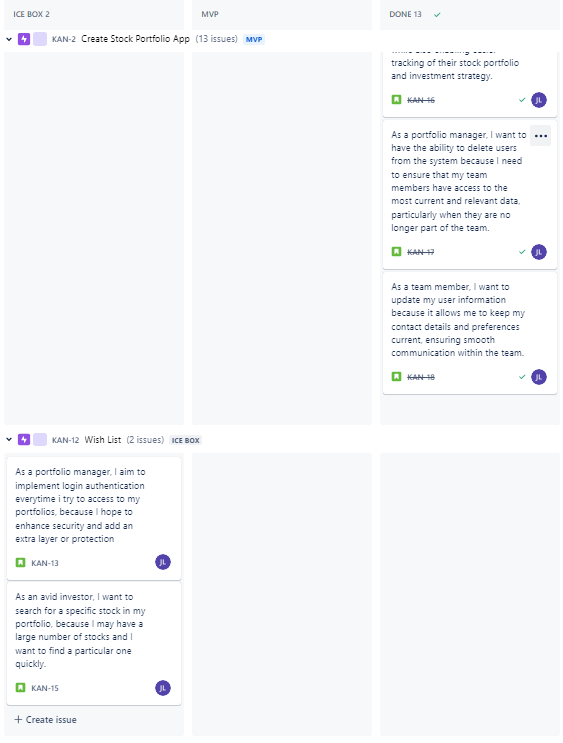 ICE BOX 2
MVP
DONE 13
KAN-2 Create Stock Portfolio App (13 issues) MVP
while also enabling easier
tracking of their stock portfolio
and investment strategy.
KAN-16
JL
As a portfolio manager, I want to
have the ability to delete users
from the system because I need
to ensure that my team
members have access to the
most current and relevant data,
particularly when they are no
longer part of the team.
KAN-17
JL
As a team member, I want to
update my user information
because it allows me to keep my
contact details and preferences
current, ensuring smooth
communication within the team.
KAN-18
JL
KAN-12 Wish List (2 issues) ICE BOX
As a portfolio manager, I aim to
implement login authentication
everytime i try to access to my
portfolios, because I hope to
enhance security and add an
extra layer or protection
KAN-13
JL
As an avid investor, I want to
search for a specific stock in my
portfolio, because I may have a
large number of stocks and I
want to find a particular one
quickly.
KAN-15
JL
+ Create issue